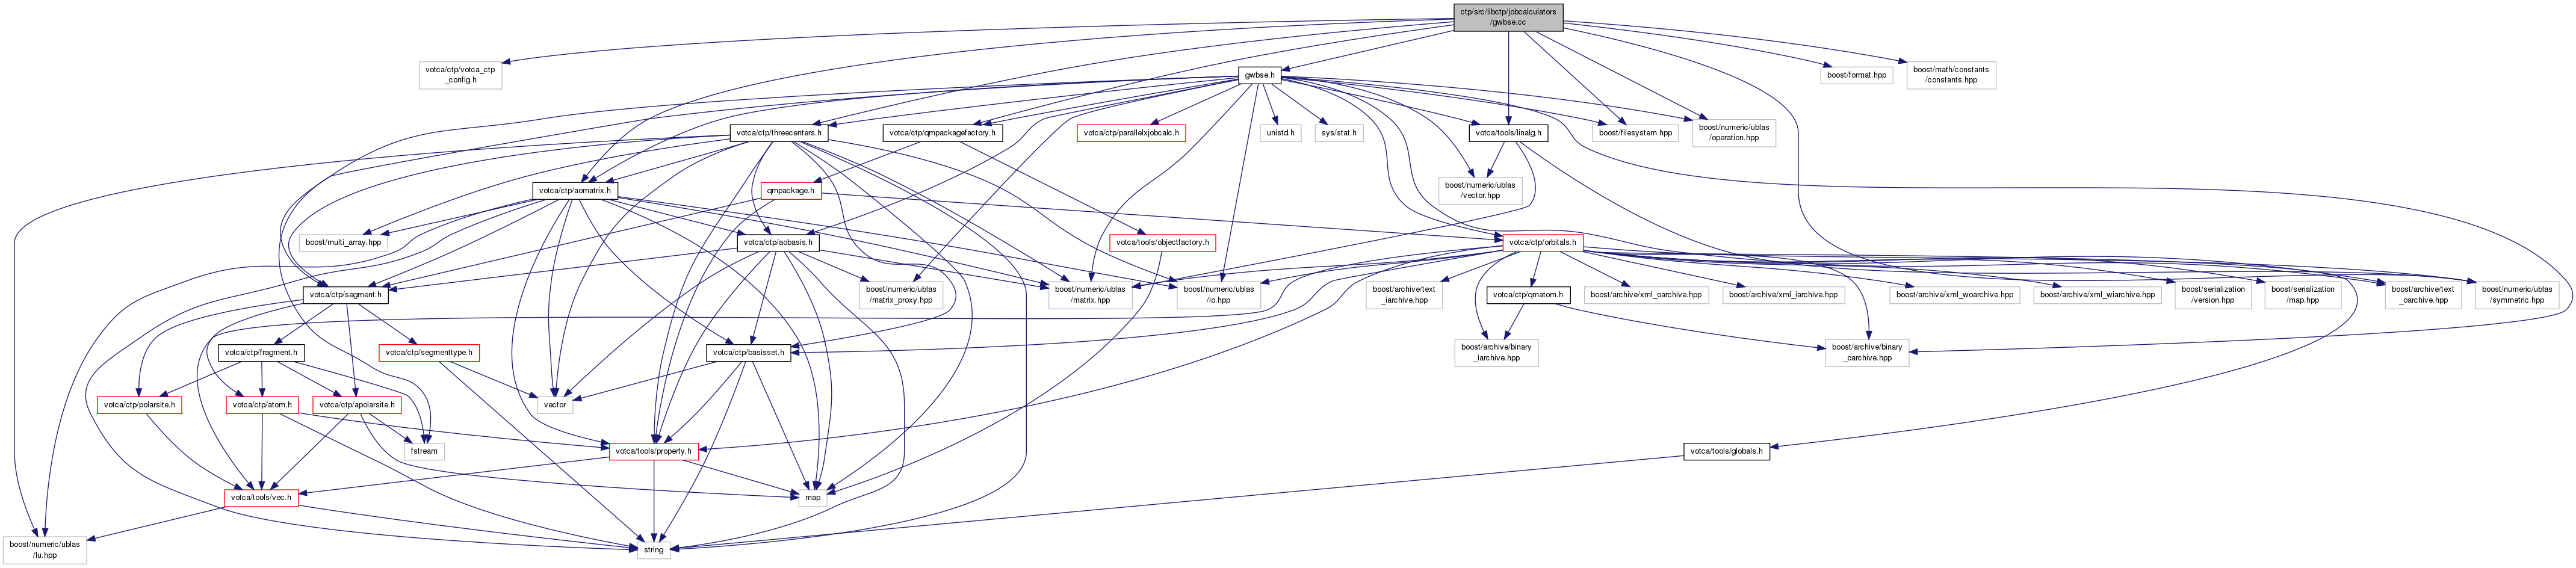 ctp/src/libctp/jobcalculators
/gwbse.cc
votca/ctp/votca_ctp
_config.h
gwbse.h
boost/format.hpp
boost/math/constants
/constants.hpp
votca/ctp/threecenters.h
votca/ctp/qmpackagefactory.h
votca/ctp/parallelxjobcalc.h
unistd.h
sys/stat.h
votca/tools/linalg.h
boost/filesystem.hpp
boost/numeric/ublas
/operation.hpp
votca/ctp/aomatrix.h
qmpackage.h
boost/numeric/ublas
/vector.hpp
boost/multi_array.hpp
votca/ctp/aobasis.h
votca/tools/objectfactory.h
votca/ctp/orbitals.h
votca/ctp/segment.h
boost/numeric/ublas
/matrix_proxy.hpp
boost/numeric/ublas
/matrix.hpp
boost/numeric/ublas
/io.hpp
boost/archive/text
_iarchive.hpp
votca/ctp/qmatom.h
boost/archive/xml_oarchive.hpp
boost/archive/xml_iarchive.hpp
boost/archive/xml_woarchive.hpp
boost/archive/xml_wiarchive.hpp
boost/serialization
/version.hpp
boost/serialization
/map.hpp
boost/archive/text
_oarchive.hpp
boost/numeric/ublas
/symmetric.hpp
votca/ctp/fragment.h
votca/ctp/segmenttype.h
votca/ctp/basisset.h
boost/archive/binary
_iarchive.hpp
boost/archive/binary
_oarchive.hpp
votca/ctp/polarsite.h
votca/ctp/atom.h
votca/ctp/apolarsite.h
vector
fstream
votca/tools/property.h
votca/tools/globals.h
votca/tools/vec.h
map
boost/numeric/ublas
/lu.hpp
string